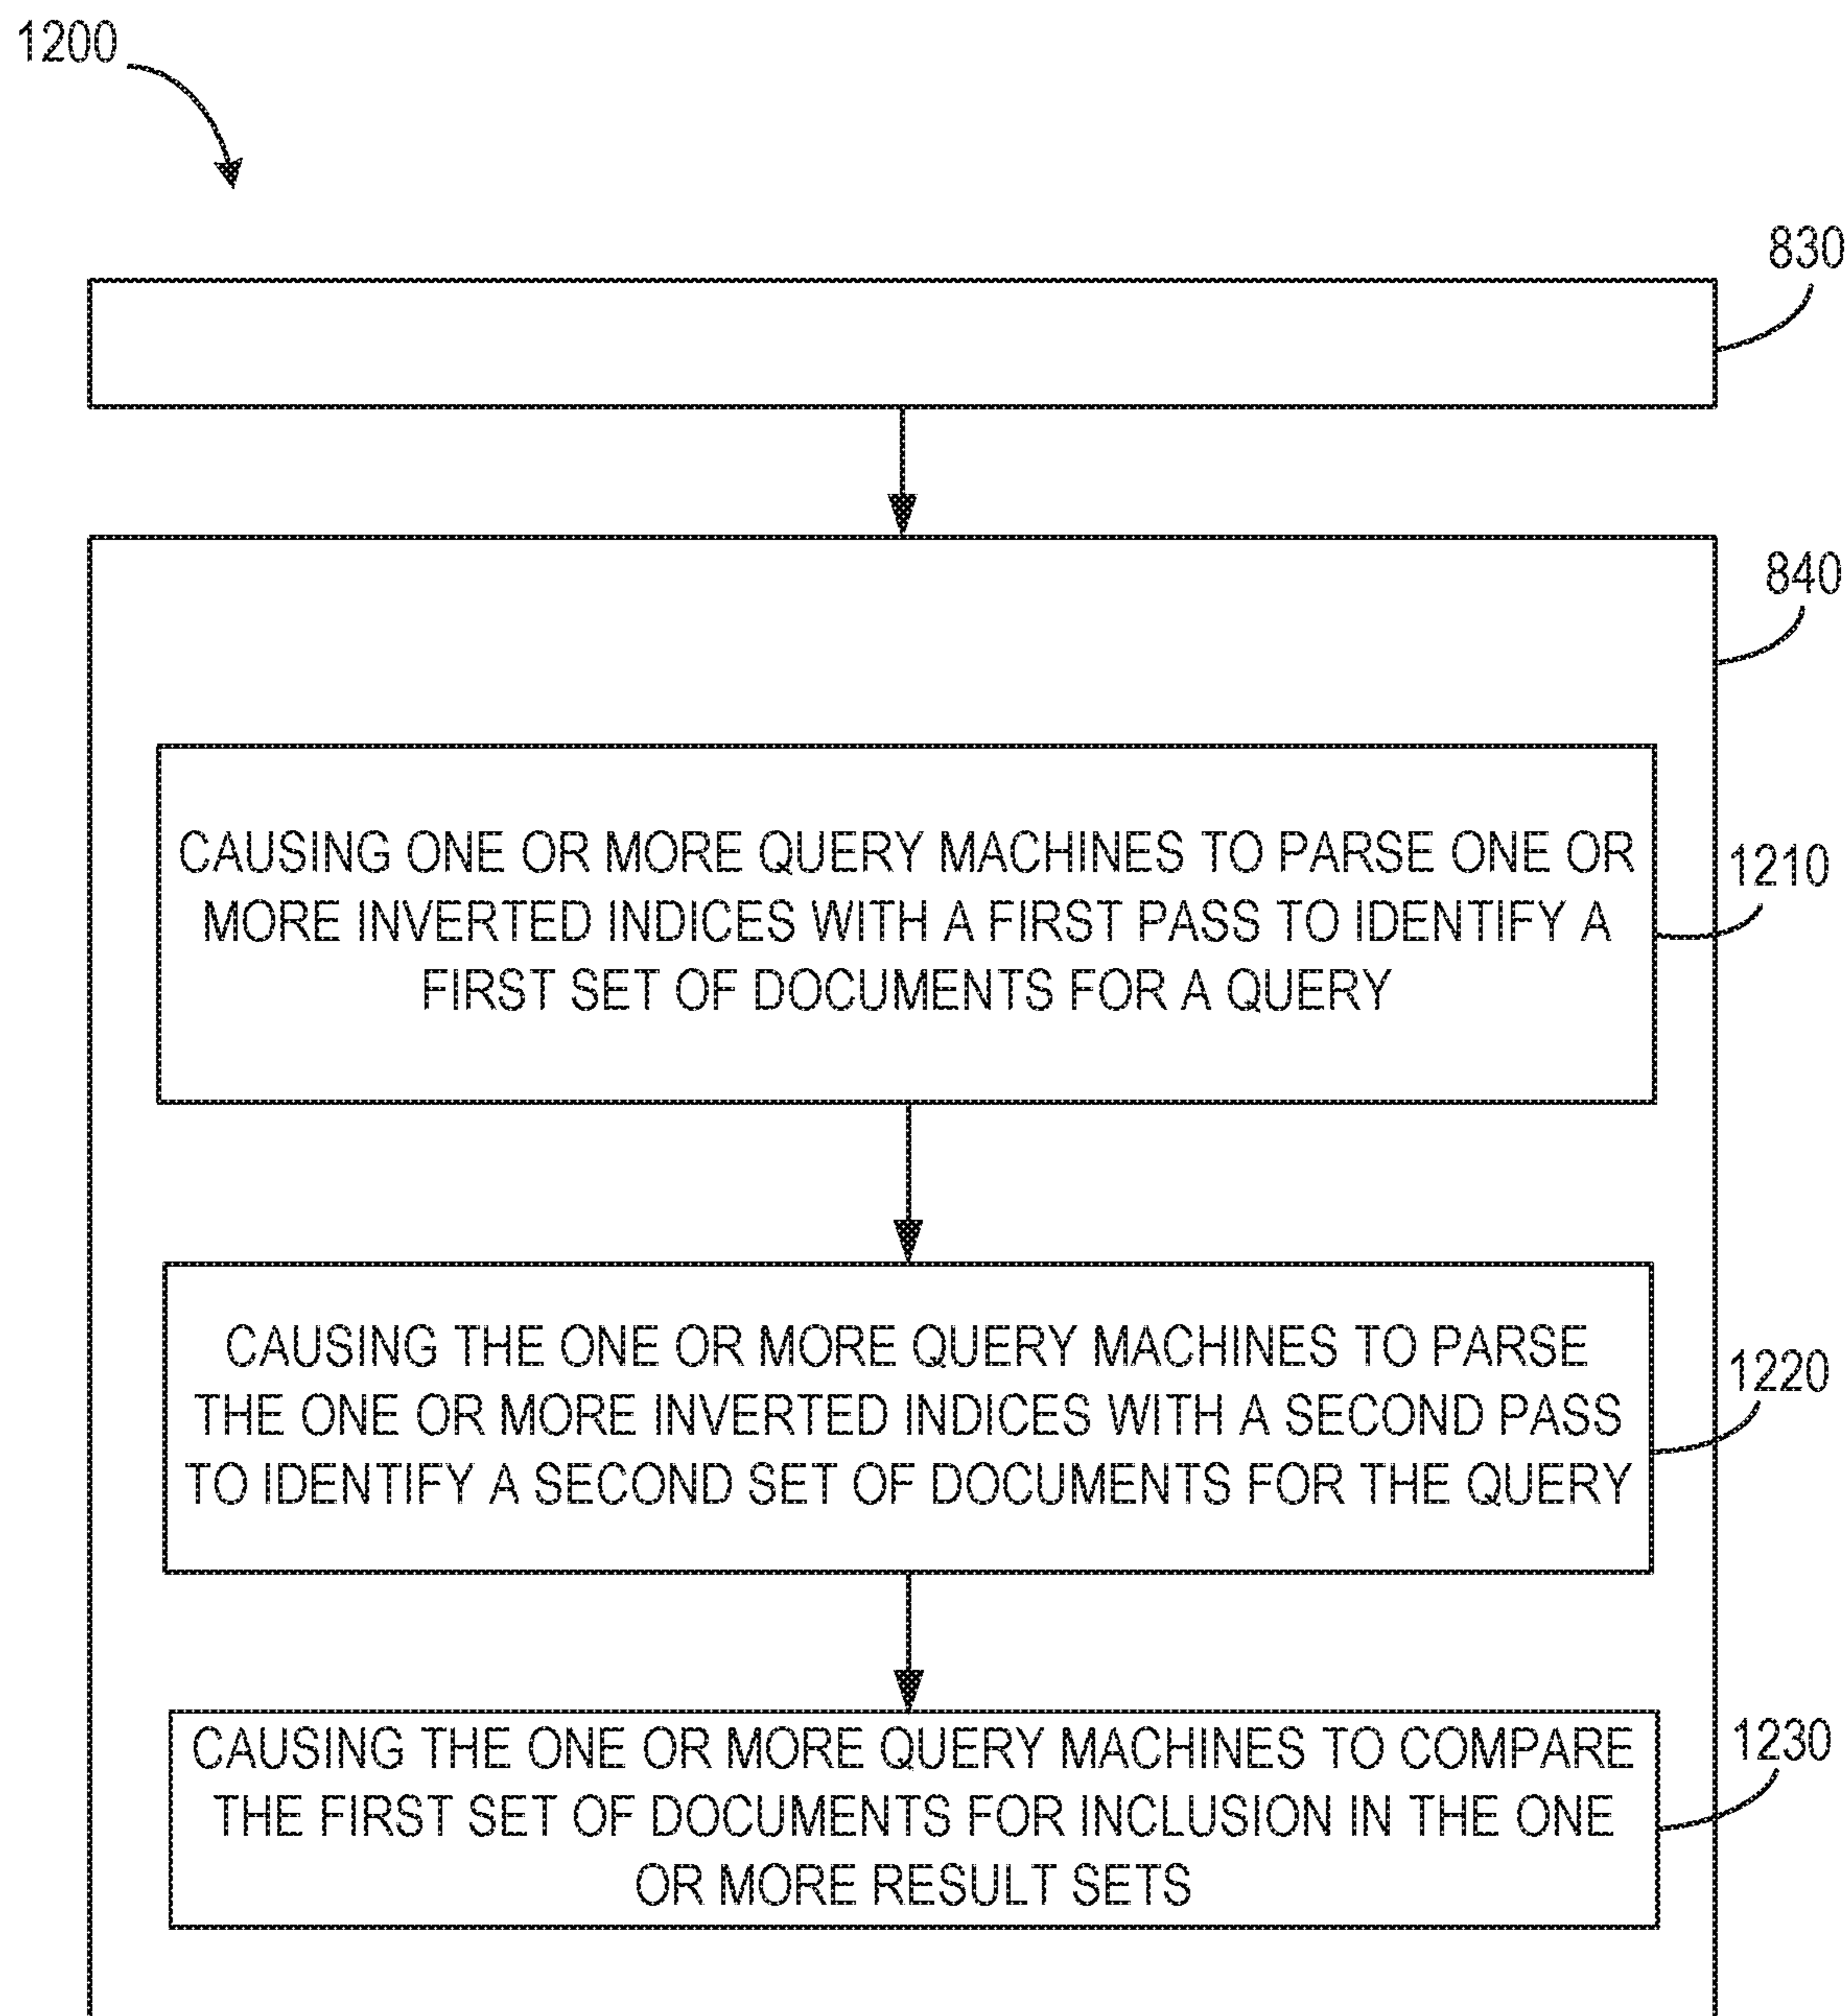 1200
830
840
CAUSING ONE OR MORE QUERY MACHINES TO PARSE ONE OR
MORE INVERTED INDICES WITH A FIRST PASS TO IDENTIFY A
FIRST SET OF DOCUMENTS FOR A QUERY
1210
CAUSING THE ONE OR MORE QUERY MACHINES TO PARSE
THE ONE OR MORE INVERTED INDICES WITH A SECOND PASS
TO IDENTIFY A SECOND SET OF DOCUMENTS FOR THE QUERY
1220
CAUSING THE ONE OR MORE QUERY MACHINES TO COMPARE
THE FIRST SET OF DOCUMENTS FOR INCLUSION IN THE ONE
OR MORE RESULT SETS
1230